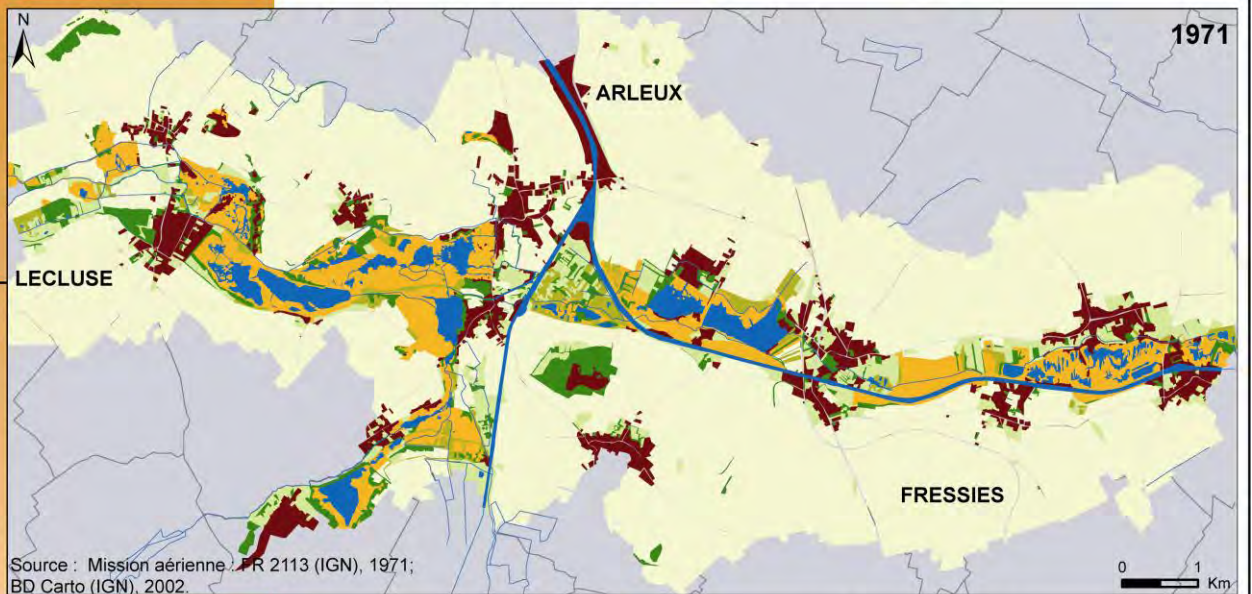 N
1971
ARLEUX
LECLUSE
FRESSIES
Source : Mission aérienne : FR 2113 (IGN), 1971;
BD Carto (IGN), 2002.
0 1
Km